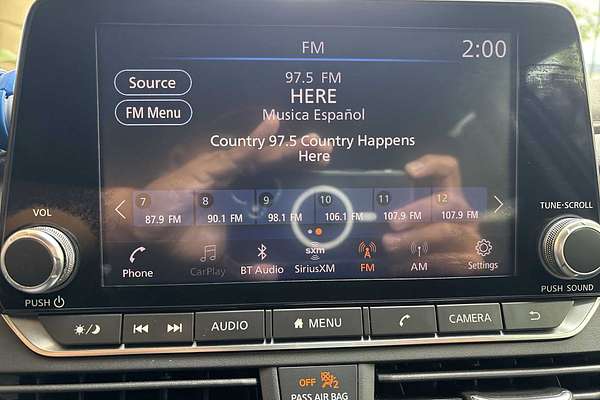 FM
2:00
Source
97.5 FM
HERE
FM Menu
Musica Español
Country 97.5 Country Happens
Here
7 8 9 10 11 12
87.9 FM 90.1 FM 98.1 FM 106.1 FM 107.9 FM 107.9 FM
VOL
TUNE•SCROLL
sxm
Phone CarPlay BT Audio SiriusXM FM AM Settings
PUSH
PUSH SOUND
AUDIO
MENU
CAMERA
OFF 2
PASS AIR BAG